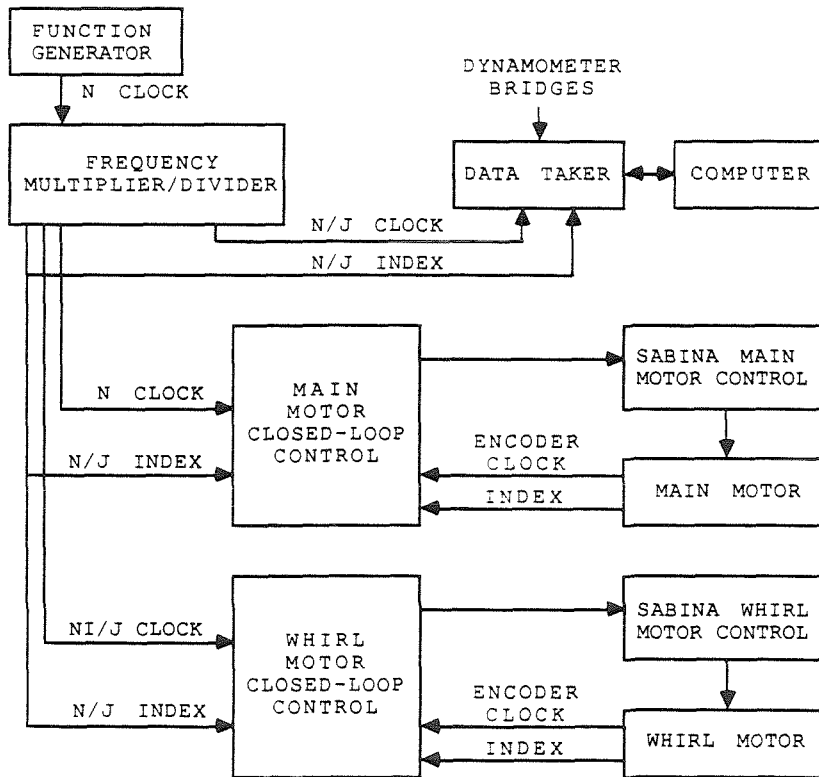 FUNCTION
GENERATOR
N CLOCK
FREQUENCY
MULTIPLIER/DIVIDER
DYNAMOMETER
BRIDGES
DATA TAKER
COMPUTER
N/J CLOCK
N/J INDEX
N CLOCK
N/J INDEX
MAIN
MOTOR
CLOSED-LOOP
CONTROL
SABINA MAIN
MOTOR CONTROL
ENCODER
CLOCK
INDEX
MAIN MOTOR
NI/J CLOCK
N/J INDEX
WHIRL
MOTOR
CLOSED-LOOP
CONTROL
SABINA WHIRL
MOTOR CONTROL
ENCODER
CLOCK
INDEX
WHIRL MOTOR